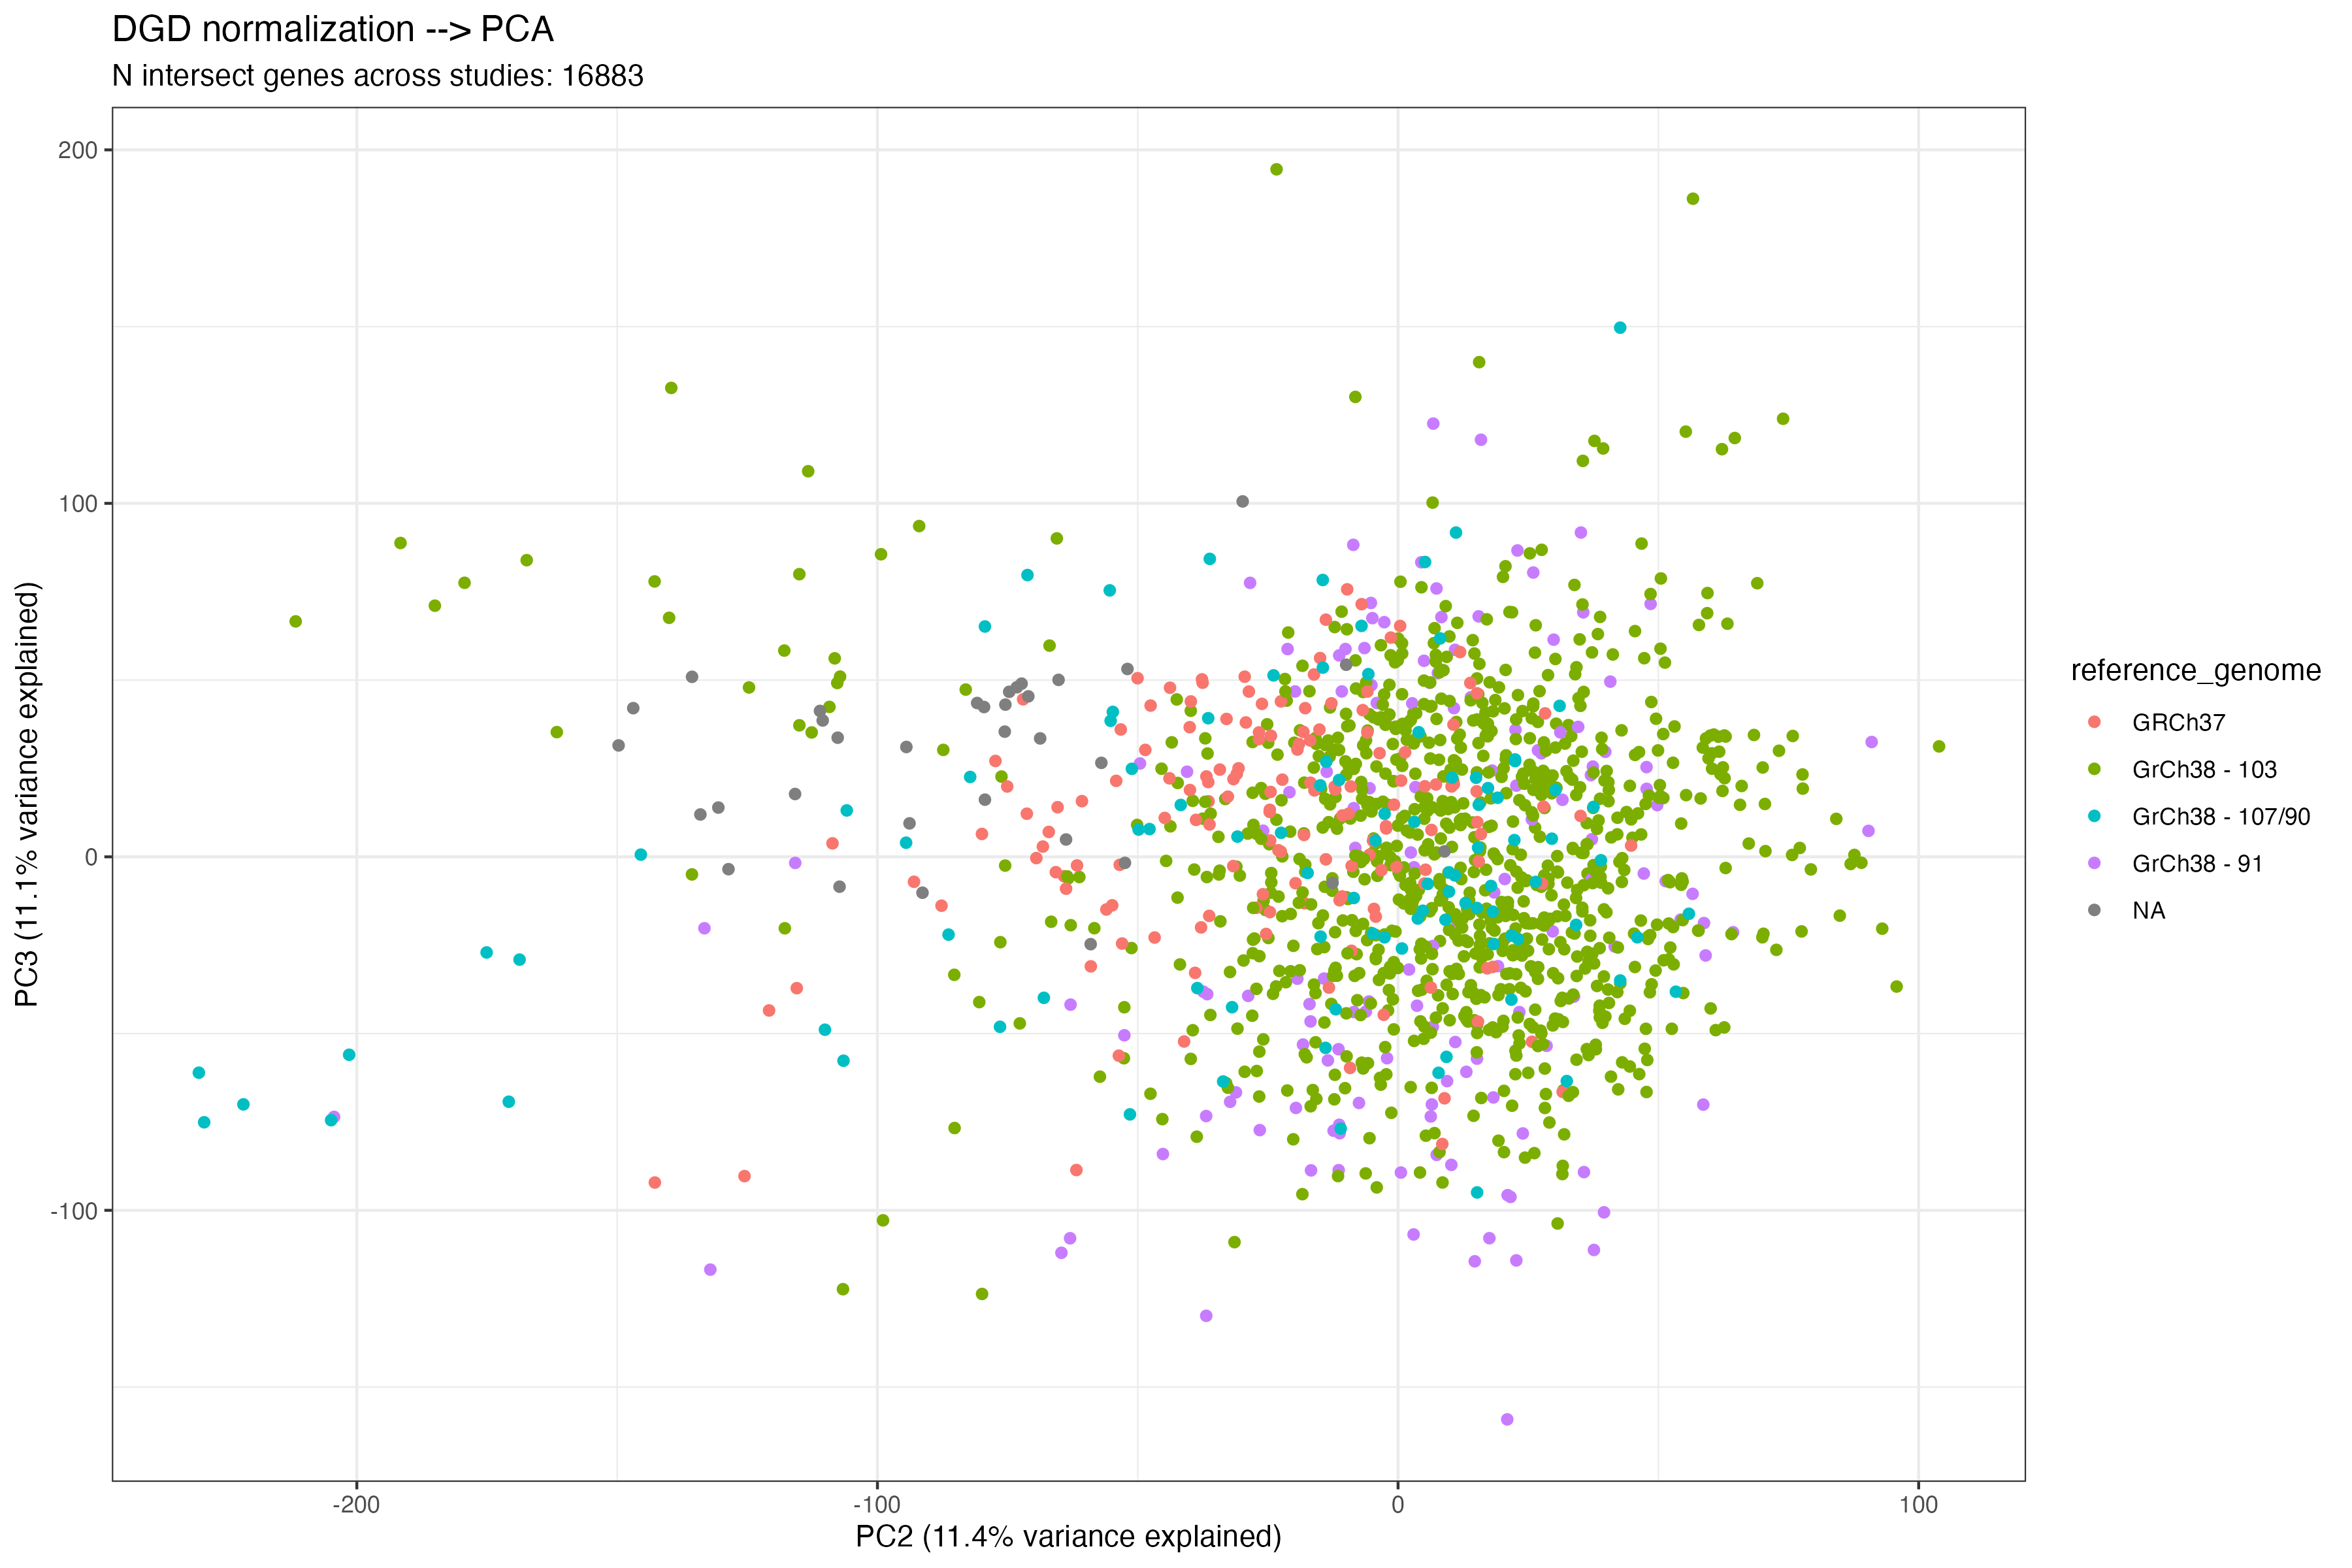 DGD normalization --> PCA
N intersect genes across studies: 16883
PC3 (11.1% variance explained)
200
100
0
-100
-200
-100
0
100
PC2 (11.4% variance explained)
reference_genome
GRCh37
GrCh38 - 103
GrCh38 - 107/90
GrCh38 - 91
NA